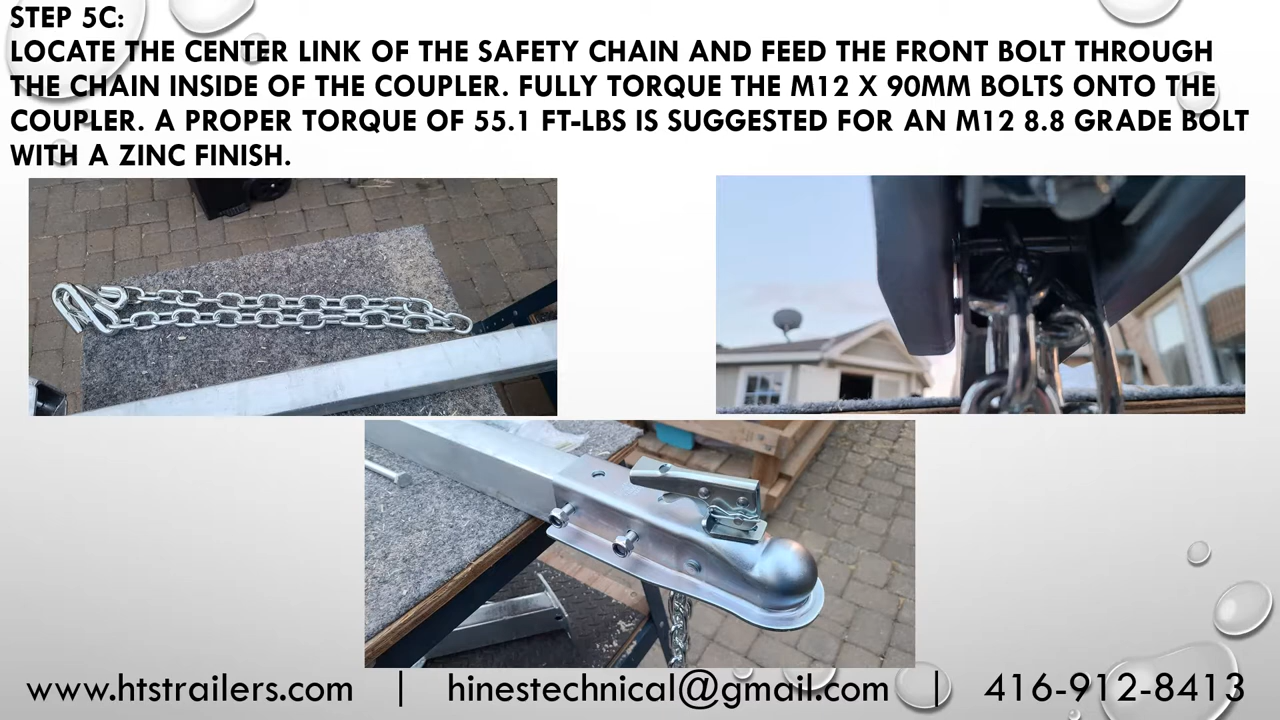 STEP 5C:
LOCATE THE CENTER LINK OF THE SAFETY CHAIN AND FEED THE FRONT BOLT THROUGH
THE CHAIN INSIDE OF THE COUPLER. FULLY TORQUE THE M12 X 90MM BOLTS ONTO THE
COUPLER. A PROPER TORQUE OF 55.1 FT-LBS IS SUGGESTED FOR AN M12 8.8 GRADE BOLT
WITH A ZINC FINISH.
www.htstrailers.com | hinestechnical@gmail.com | 416-912-8413